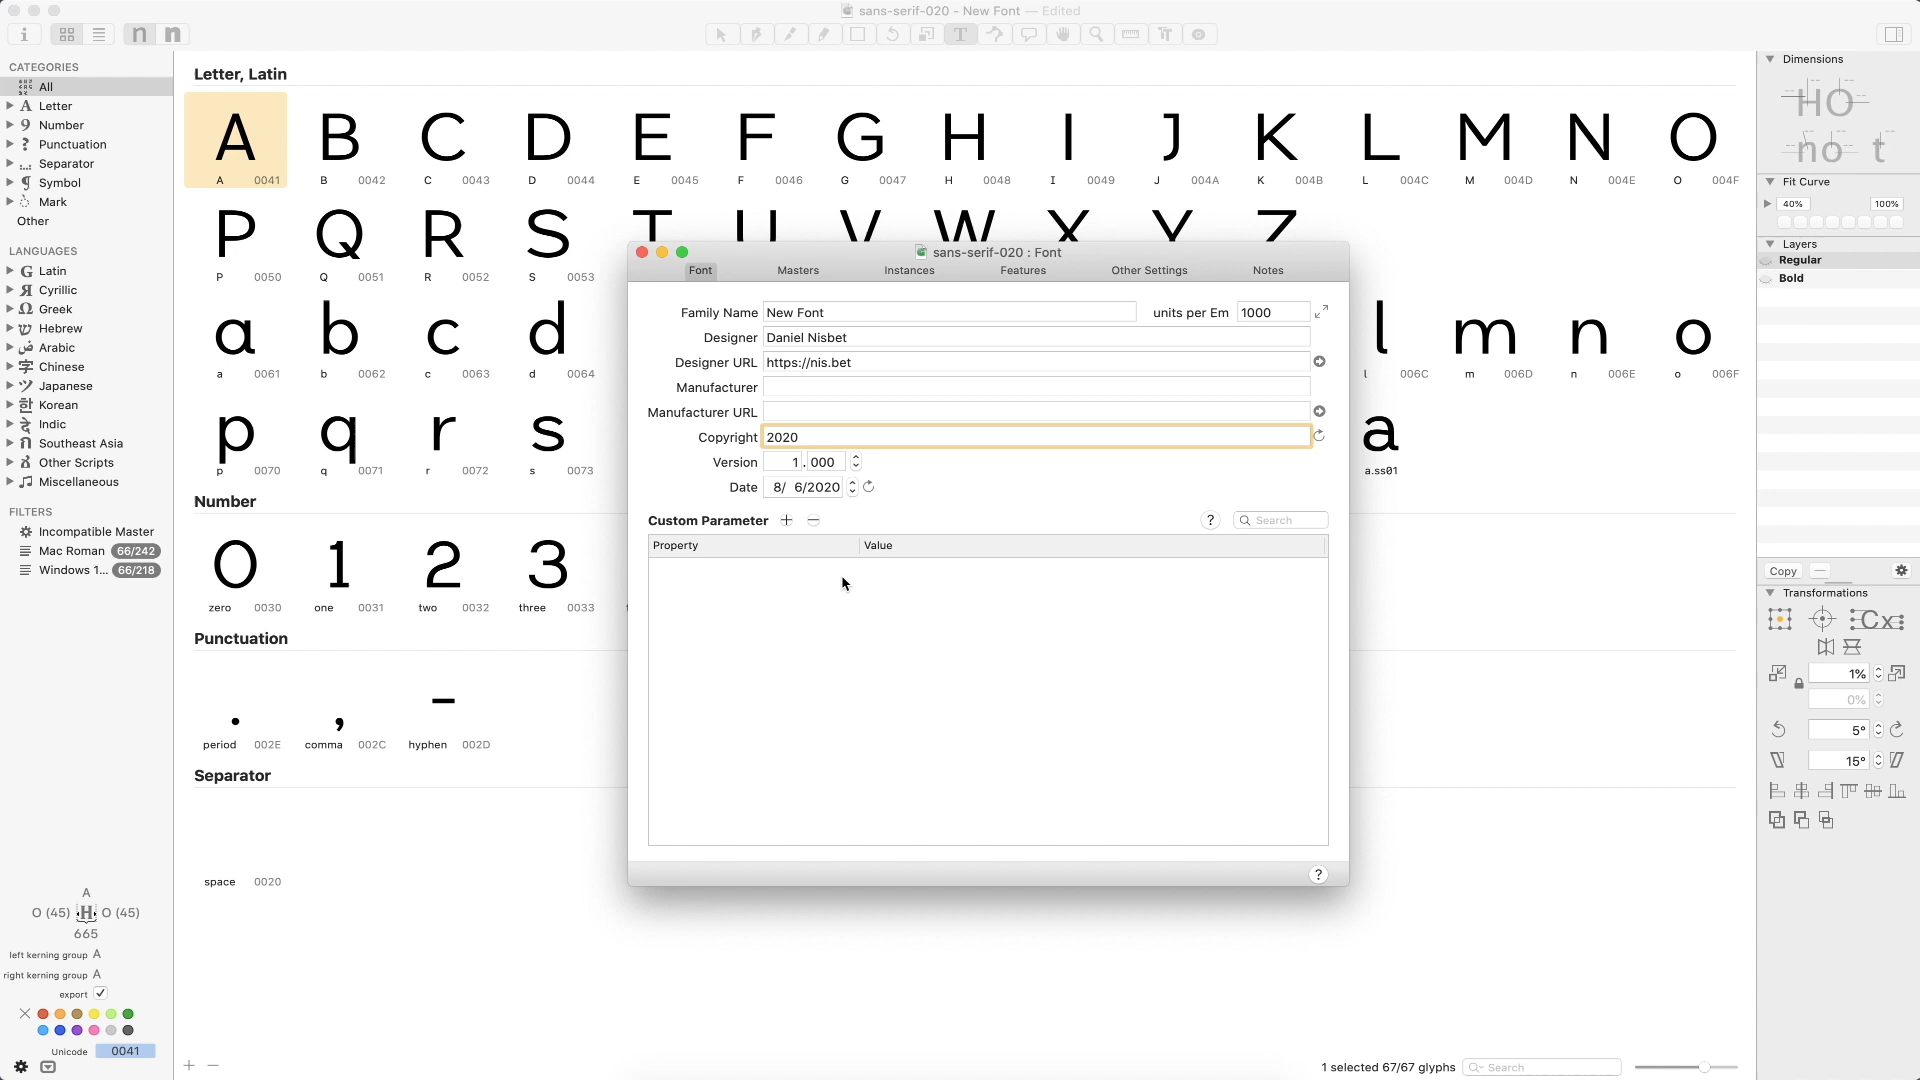 sans-serif-020 - New Font — Edited
CATEGORIES
All
Letter
Number
Punctuation
Separator
Symbol
Mark
Other
LANGUAGES
Latin
Cyrillic
Greek
Hebrew
Arabic
Chinese
Japanese
Korean
Indic
Southeast Asia
Other Scripts
Miscellaneous
FILTERS
Incompatible Master
Mac Roman 66/242
Windows 1... 66/218
A
O (45) H O (45)
665
left kerning group A
right kerning group A
export
Unicode 0041
Letter, Latin
A B C D E F G H I J K L M N O
A 0041 B 0042 C 0043 D 0044 E 0045 F 0046 G 0047 H 0048 I 0049 J 004A K 004B L 004C M 004D N 004E O 004F
P Q R S T U V W X Y Z
P 0050 Q 0051 R 0052 S 0053
a b c d l m n o
a 0061 b 0062 c 0063 d 0064 l 006C m 006D n 006E o 006F
p q r s a
p 0070 q 0071 r 0072 s 0073 a.ss01
Number
0 1 2 3
zero 0030 one 0031 two 0032 three 0033
Punctuation
. , -
period 002E comma 002C hyphen 002D
Separator
space 0020
sans-serif-020 : Font
Font Masters Instances Features Other Settings Notes
Family Name New Font units per Em 1000
Designer Daniel Nisbet
Designer URL https://nis.bet
Manufacturer
Manufacturer URL
Copyright 2020
Version 1.000
Date 8/ 6/2020
Custom Parameter + − ? Search
Property Value
?
1 selected 67/67 glyphs Search
Dimensions
HO
no t
Fit Curve
40% 100%
Layers
Regular
Bold
Copy
Transformations
Cx
1%
0%
5°
15°